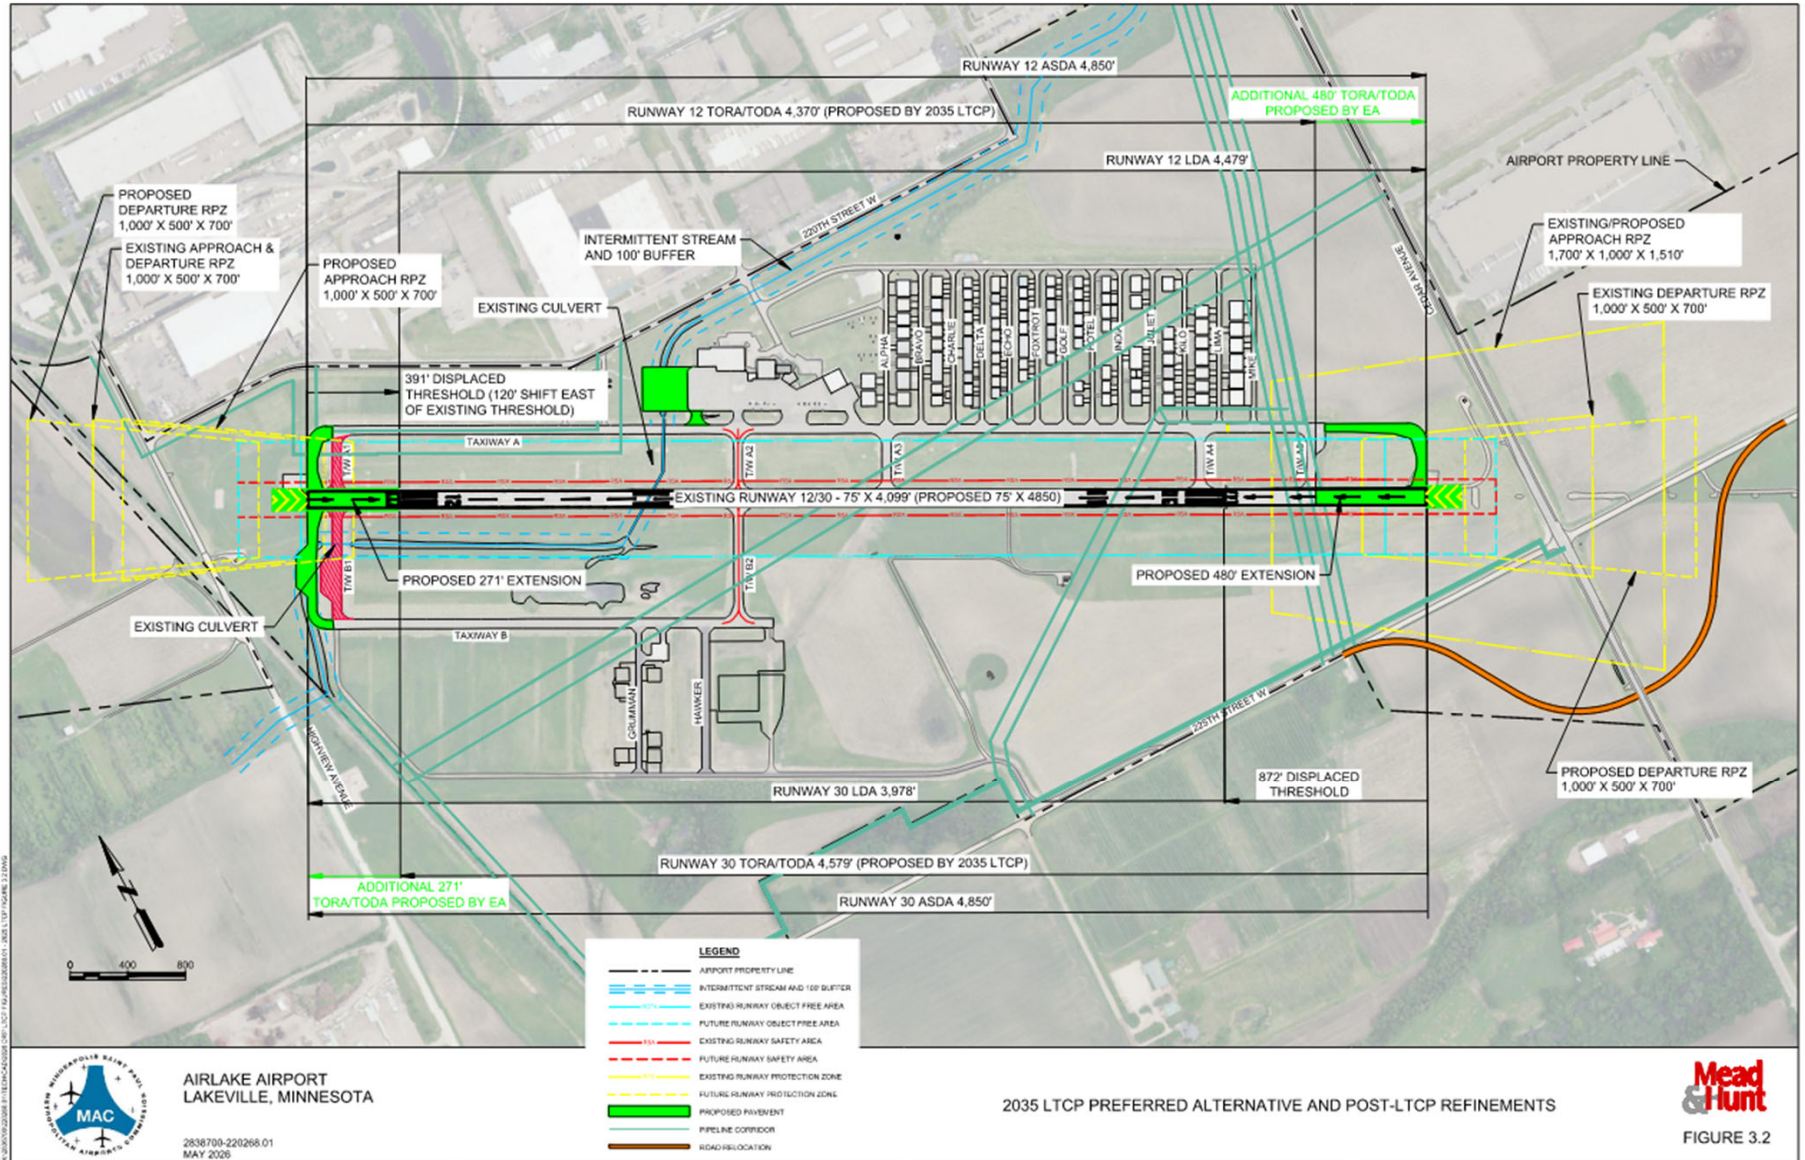 RUNWAY 12 ASDA 4,850'
RUNWAY 12 TORA/TODA 4,370' (PROPOSED BY 2035 LTCP)
ADDITIONAL 480' TORA/TODA
PROPOSED BY EA
RUNWAY 12 LDA 4,479'
AIRPORT PROPERTY LINE
PROPOSED
DEPARTURE RPZ
1,000' X 500' X 700'
EXISTING APPROACH &
DEPARTURE RPZ
1,000' X 500' X 700'
PROPOSED
APPROACH RPZ
1,000' X 500' X 700'
INTERMITTENT STREAM
AND 100' BUFFER
220TH STREET W
CEDAR AVENUE
EXISTING/PROPOSED
APPROACH RPZ
1,700' X 1,000' X 1,510'
EXISTING DEPARTURE RPZ
1,000' X 500' X 700'
EXISTING CULVERT
ALPHA
BRAVO
CHARLIE
DELTA
ECHO
FOXTROT
GOLF
HOTEL
INDIA
JULIET
KILO
LIMA
MIKE
391' DISPLACED
THRESHOLD (120' SHIFT EAST
OF EXISTING THRESHOLD)
TAXIWAY A
T/W A1
T/W A2
T/W A3
T/W A4
T/W A5
EXISTING RUNWAY 12/30 - 75' X 4,099' (PROPOSED 75' X 4850')
12
30
T/W B1
T/W B2
PROPOSED 271' EXTENSION
PROPOSED 480' EXTENSION
EXISTING CULVERT
TAXIWAY B
GRUMMAN
HAWKER
HIGHVIEW AVENUE
225TH STREET W
PROPOSED DEPARTURE RPZ
1,000' X 500' X 700'
872' DISPLACED
THRESHOLD
RUNWAY 30 LDA 3,978'
RUNWAY 30 TORA/TODA 4,579' (PROPOSED BY 2035 LTCP)
ADDITIONAL 271'
TORA/TODA PROPOSED BY EA
RUNWAY 30 ASDA 4,850'
N
0 400 800
LEGEND
AIRPORT PROPERTY LINE
INTERMITTENT STREAM AND 100' BUFFER
EXISTING RUNWAY OBJECT FREE AREA
FUTURE RUNWAY OBJECT FREE AREA
RSA EXISTING RUNWAY SAFETY AREA
FUTURE RUNWAY SAFETY AREA
EXISTING RUNWAY PROTECTION ZONE
FUTURE RUNWAY PROTECTION ZONE
PROPOSED PAVEMENT
PIPELINE CORRIDOR
ROAD RELOCATION
MINNEAPOLIS SAINT PAUL
MAC
METROPOLITAN AIRPORTS COMMISSION
AIRLAKE AIRPORT
LAKEVILLE, MINNESOTA
2838700-220268.01
MAY 2026
2035 LTCP PREFERRED ALTERNATIVE AND POST-LTCP REFINEMENTS
Mead
&Hunt
FIGURE 3.2